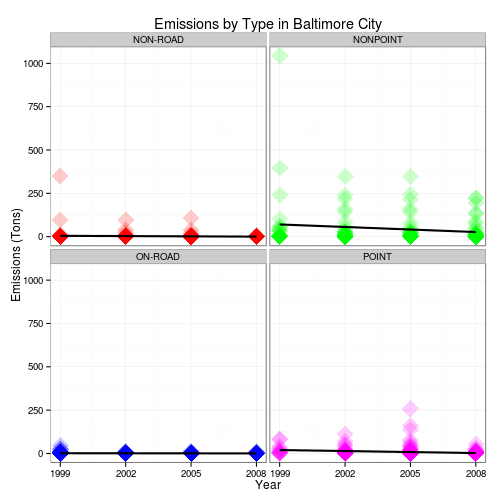 Emissions by Type in Baltimore City
NON-ROAD NONPOINT
1000
750
500
250
0
ON-ROAD POINT
1000
750
500
250
0
1999 2002 2005 2008 1999 2002 2005 2008
Year
Emissions (Tons)